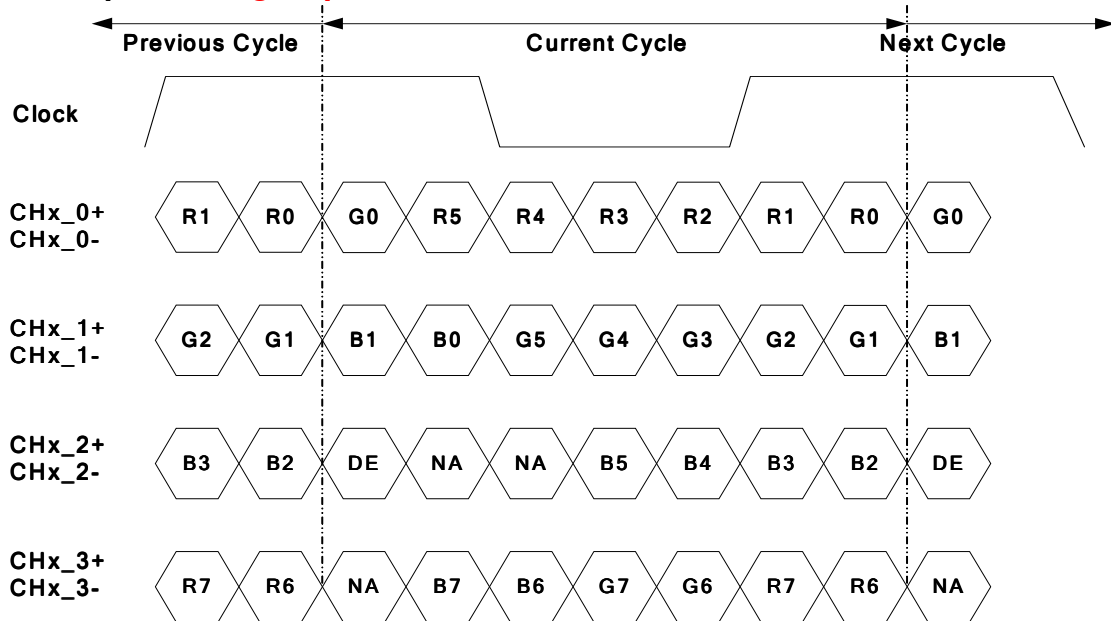 Previous Cycle Current Cycle Next Cycle
Clock
CHx_0+ R1 R0 G0 R5 R4 R3 R2 R1 R0 G0
CHx_0-
CHx_1+ G2 G1 B1 B0 G5 G4 G3 G2 G1 B1
CHx_1-
CHx_2+ B3 B2 DE NA NA B5 B4 B3 B2 DE
CHx_2-
CHx_3+ R7 R6 NA B7 B6 G7 G6 R7 R6 NA
CHx_3-